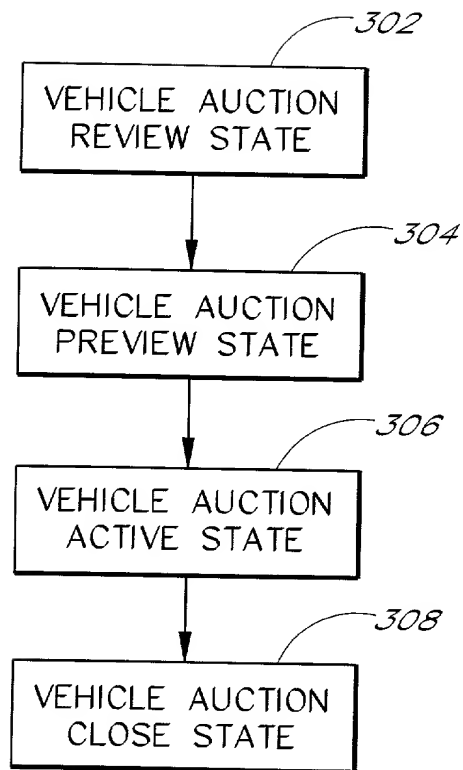 302
VEHICLE AUCTION
REVIEW STATE
304
VEHICLE AUCTION
PREVIEW STATE
306
VEHICLE AUCTION
ACTIVE STATE
308
VEHICLE AUCTION
CLOSE STATE